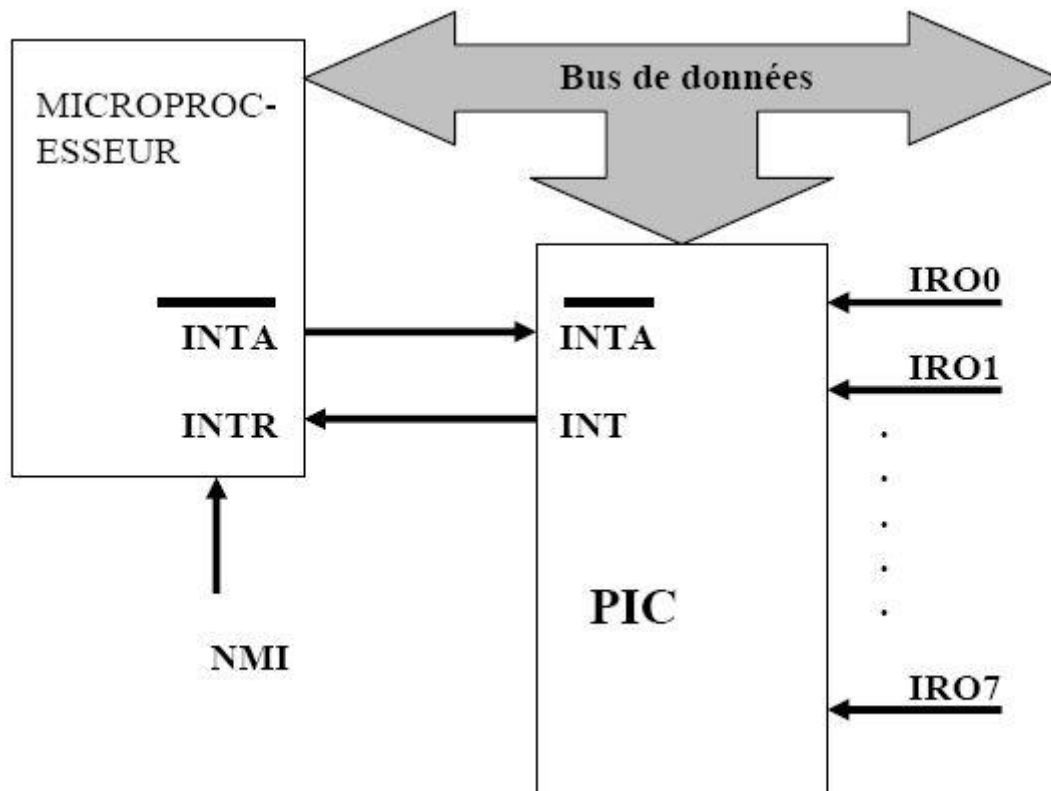 Bus de données
MICROPROC-
ESSEUR
INTA
INTR
NMI
INTA
INT
PIC
IRO0
IRO1
IRO7